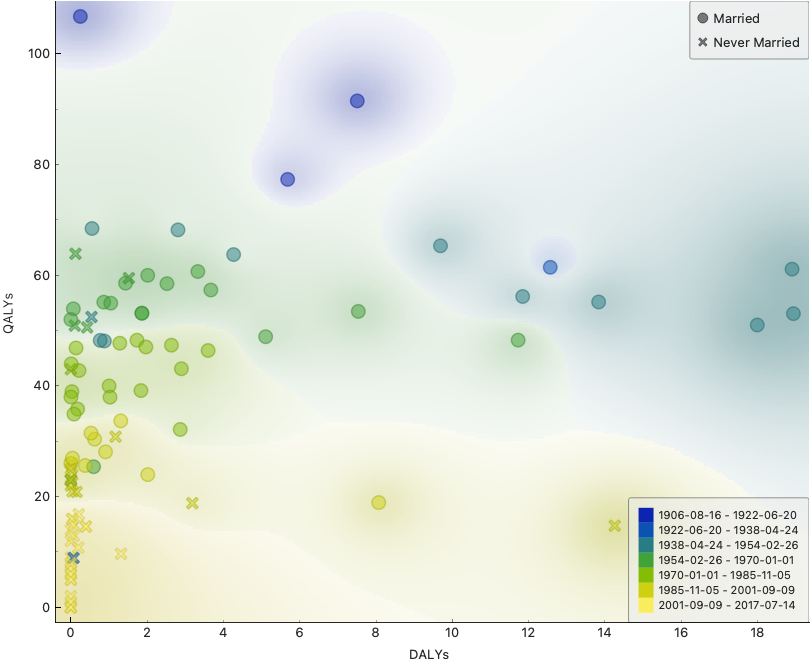 Married
Never Married
100
80
60
40
20
0
QALYs
1906-08-16 - 1922-06-20
1922-06-20 - 1938-04-24
1938-04-24 - 1954-02-26
1954-02-26 - 1970-01-01
1970-01-01 - 1985-11-05
1985-11-05 - 2001-09-09
2001-09-09 - 2017-07-14
0 2 4 6 8 10 12 14 16 18
DALYs